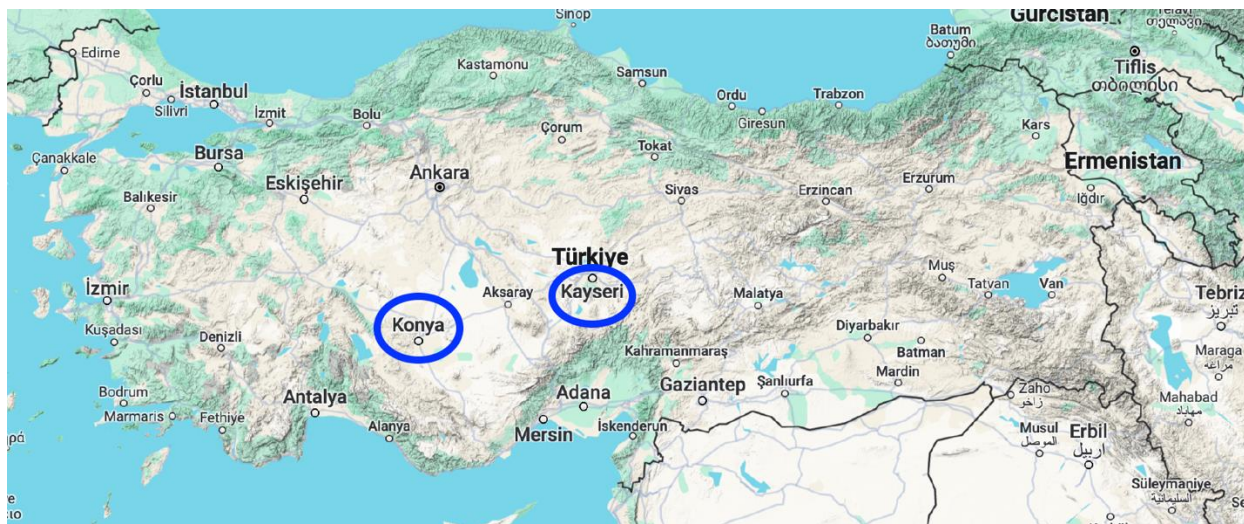 Sinop
Gürcistan
Batum
ბათუმი
Tiflis
თბილისი
Edirne
Çorlu
Silivri
İstanbul
İzmit
Bolu
Kastamonu
Samsun
Ordu
Giresun
Trabzon
Kars
Çorum
Tokat
Çanakkale
Bursa
Eskişehir
Ankara
Sivas
Erzincan
Erzurum
Ermenistan
Iğdır
Balıkesir
Türkiye
Kayseri
Muş
Tatvan
Van
İzmir
Aksaray
Malatya
Tebriz
تبریز
Konya
Kuşadası
Denizli
Diyarbakır
Batman
Kahramanmaraş
Maraga
مراغه
Mardin
Bodrum
Marmaris
Fethiye
Antalya
Alanya
Adana
Mersin
İskenderun
Gaziantep
Şanlıurfa
Zaho
زاخو
Mahabad
مهاباد
Musul
الموصل
Erbil
اربيل
Süleymaniye
السليمانية